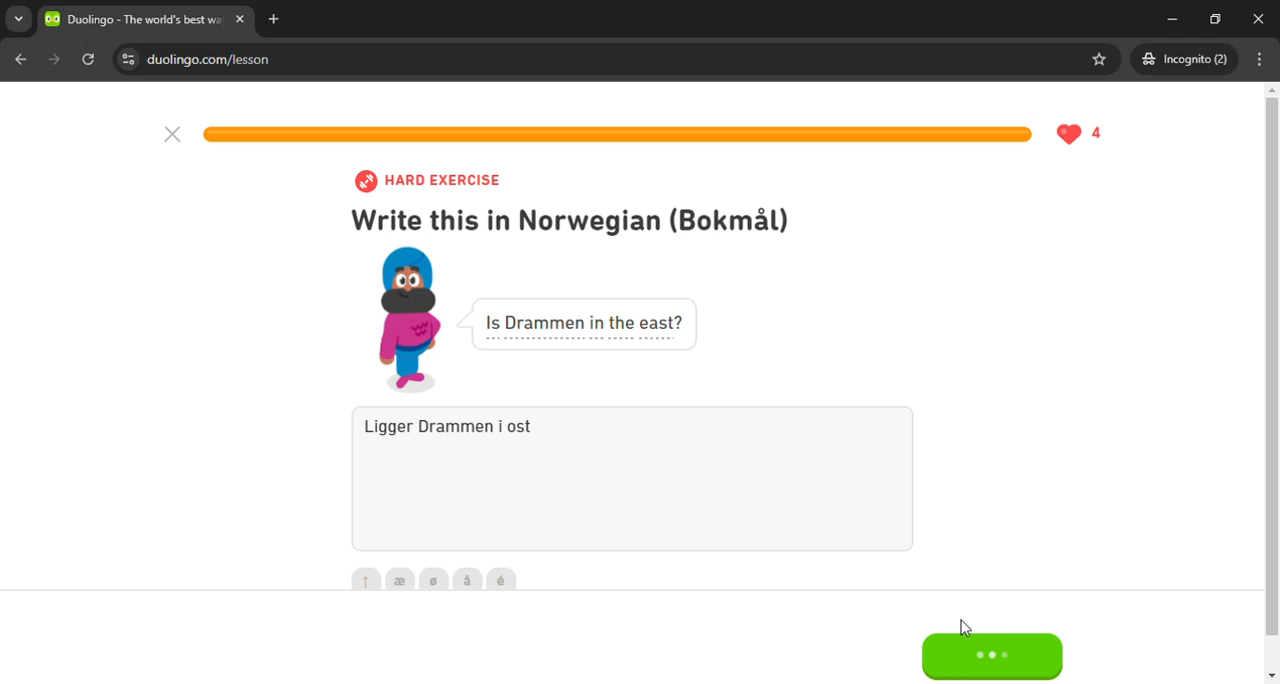 Duolingo - The world's best wa
duolingo.com/lesson
Incognito (2)
4
HARD EXERCISE
Write this in Norwegian (Bokmål)
Is Drammen in the east?
Ligger Drammen i ost
↑ æ ø å é